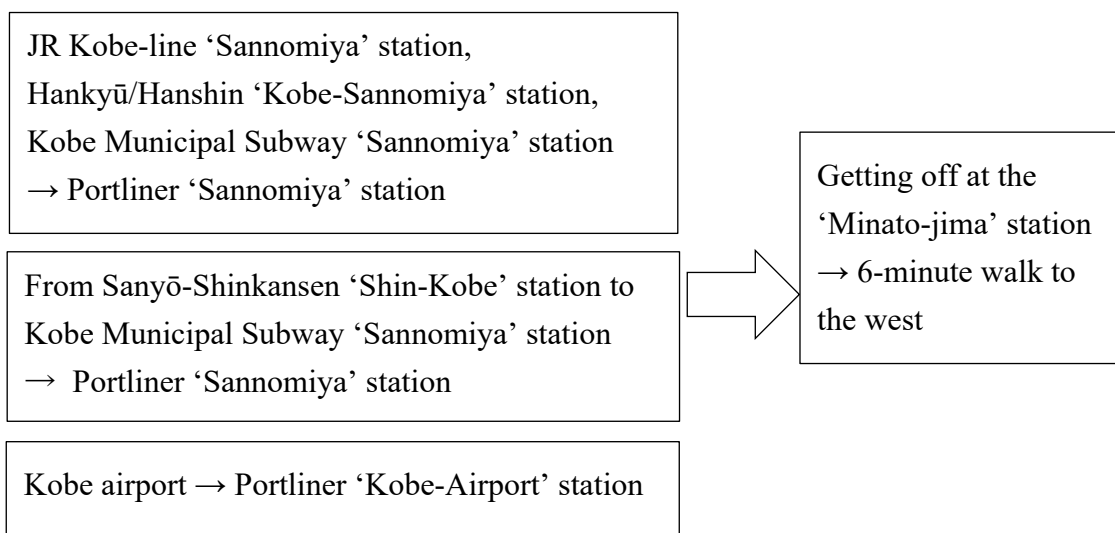 JR Kobe-line ‘Sannomiya’ station,
Hankyū/Hanshin ‘Kobe-Sannomiya’ station,
Kobe Municipal Subway ‘Sannomiya’ station
→ Portliner ‘Sannomiya’ station
From Sanyō-Shinkansen ‘Shin-Kobe’ station to
Kobe Municipal Subway ‘Sannomiya’ station
→ Portliner ‘Sannomiya’ station
Kobe airport → Portliner ‘Kobe-Airport’ station
Getting off at the
‘Minato-jima’ station
→ 6-minute walk to
the west